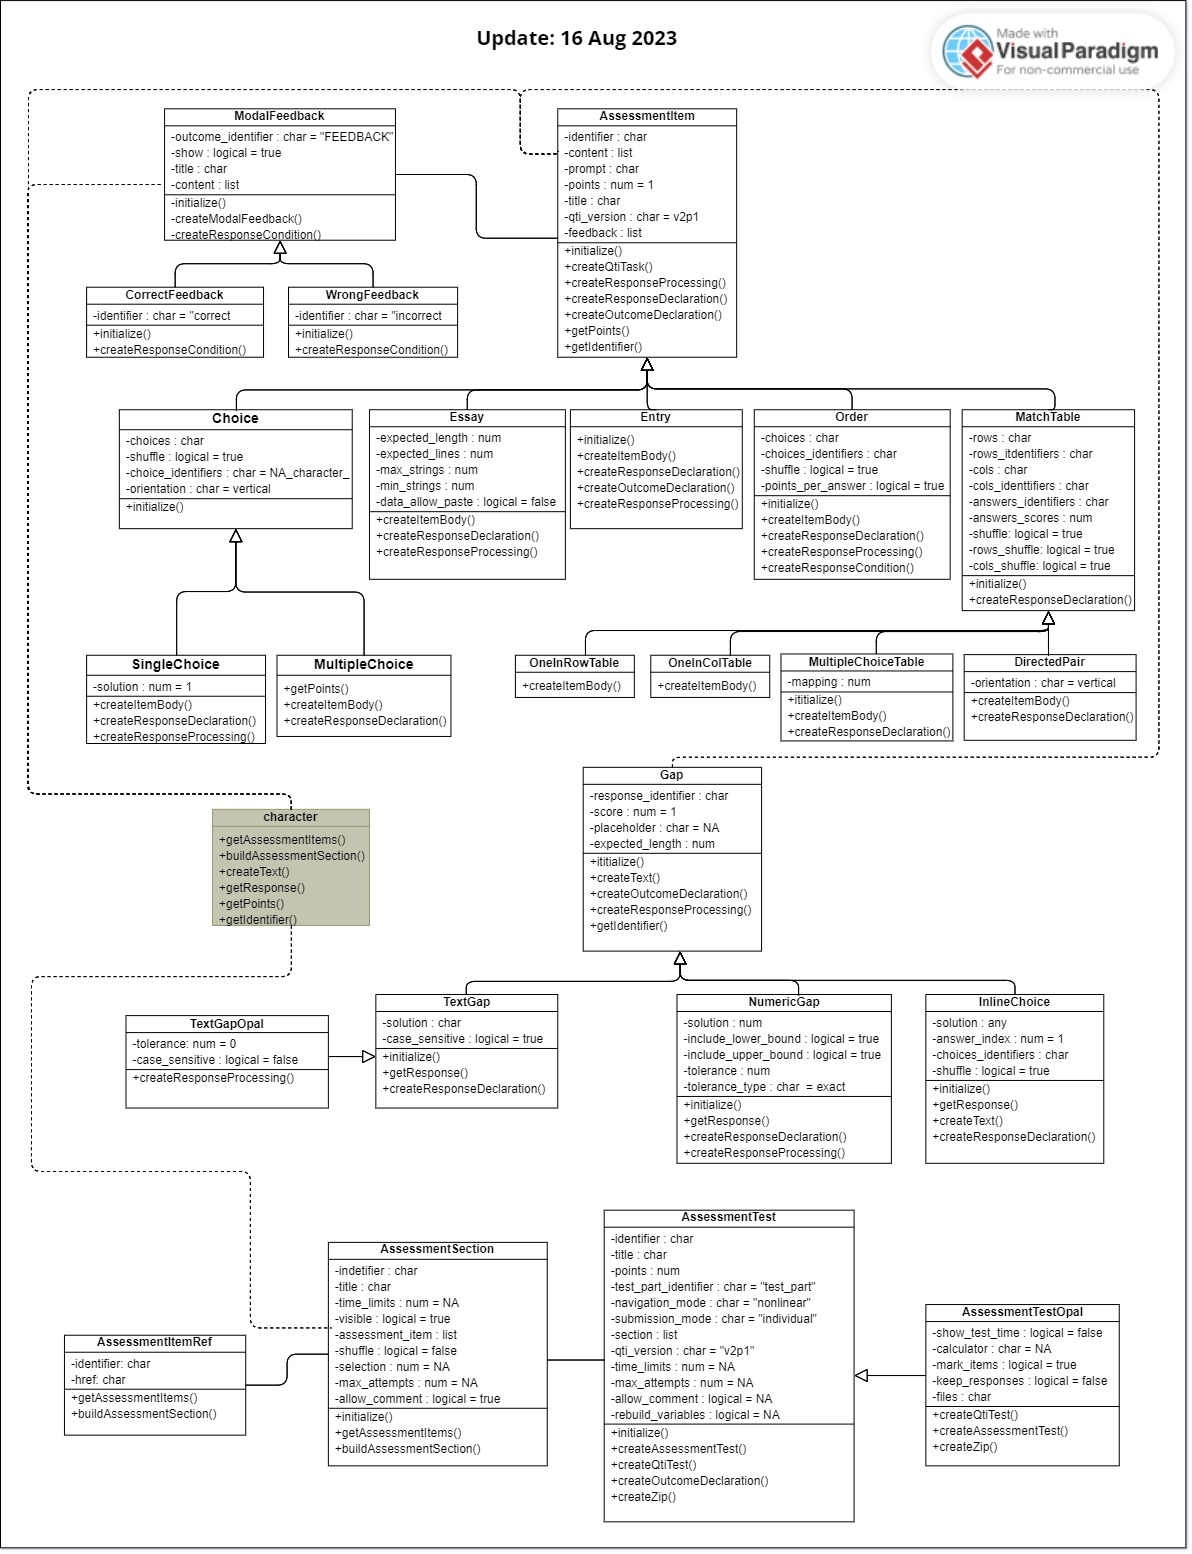 Update: 16 Aug 2023
Made with
VisualParadigm
For non-commercial use
ModalFeedback
-outcome_identifier : char = "FEEDBACK"
-show : logical = true
-title : char
-content : list
-initialize()
-createModalFeedback()
-createResponseCondition()
AssessmentItem
-identifier : char
-content : list
-prompt : char
-points : num = 1
-title : char
-qti_version : char = v2p1
-feedback : list
+initialize()
+createQtiTask()
+createResponseProcessing()
+createResponseDeclaration()
+createOutcomeDeclaration()
+getPoints()
+getIdentifier()
CorrectFeedback
-identifier : char = "correct
+initialize()
+createResponseCondition()
WrongFeedback
-identifier : char = "incorrect
+initialize()
+createResponseCondition()
Choice
-choices : char
-shuffle : logical = true
-choice_identifiers : char = NA_character_
-orientation : char = vertical
+initialize()
Essay
-expected_length : num
-expected_lines : num
-max_strings : num
-min_strings : num
-data_allow_paste : logical = false
+createItemBody()
+createResponseDeclaration()
+createResponseProcessing()
Entry
+initialize()
+createItemBody()
+createResponseDeclaration()
+createOutcomeDeclaration()
+createResponseProcessing()
Order
-choices : char
-choices_identifiers : char
-shuffle : logical = true
-points_per_answer : logical = true
+initialize()
+createItemBody()
+createResponseDeclaration()
+createResponseProcessing()
+createResponseCondition()
MatchTable
-rows : char
-rows_itdentifiers : char
-cols : char
-cols_identtifiers : char
-answers_identifiers : char
-answers_scores : num
-shuffle: logical = true
-rows_shuffle: logical = true
-cols_shuffle: logical = true
+initialize()
+createResponseDeclaration()
SingleChoice
-solution : num = 1
+createItemBody()
+createResponseDeclaration()
+createResponseProcessing()
MultipleChoice
+getPoints()
+createItemBody()
+createResponseDeclaration()
OneInRowTable
+createItemBody()
OneInColTable
+createItemBody()
MultipleChoiceTable
-mapping : num
+ititialize()
+createItemBody()
+createResponseDeclaration()
DirectedPair
-orientation : char = vertical
+createItemBody()
+createResponseDeclaration()
character
+getAssessmentItems()
+buildAssessmentSection()
+createText()
+getResponse()
+getPoints()
+getIdentifier()
Gap
-response_identifier : char
-score : num = 1
-placeholder : char = NA
-expected_length : num
+ititialize()
+createText()
+createOutcomeDeclaration()
+createResponseProcessing()
+getIdentifier()
TextGapOpal
-tolerance: num = 0
-case_sensitive : logical = false
+createResponseProcessing()
TextGap
-solution : char
-case_sensitive : logical = true
+initialize()
+getResponse()
+createResponseDeclaration()
NumericGap
-solution : num
-include_lower_bound : logical = true
-include_upper_bound : logical = true
-tolerance : num
-tolerance_type : char = exact
+initialize()
+getResponse()
+createResponseDeclaration()
+createResponseProcessing()
InlineChoice
-solution : any
-answer_index : num = 1
-choices_identifiers : char
-shuffle : logical = true
+initialize()
+getResponse()
+createText()
+createResponseDeclaration()
AssessmentItemRef
-identifier: char
-href: char
+getAssessmentItems()
+buildAssessmentSection()
AssessmentSection
-indetifier : char
-title : char
-time_limits : num = NA
-visible : logical = true
-assessment_item : list
-shuffle : logical = false
-selection : num = NA
-max_attempts : num = NA
-allow_comment : logical = true
+initialize()
+getAssessmentItems()
+buildAssessmentSection()
AssessmentTest
-identifier : char
-title : char
-points : num
-test_part_identifier : char = "test_part"
-navigation_mode : char = "nonlinear"
-submission_mode : char = "individual"
-section : list
-qti_version : char = "v2p1"
-time_limits : num = NA
-max_attempts : num = NA
-allow_comment : logical = NA
-rebuild_variables : logical = NA
+initialize()
+createAssessmentTest()
+createQtiTest()
+createOutcomeDeclaration()
+createZip()
AssessmentTestOpal
-show_test_time : logical = false
-calculator : char = NA
-mark_items : logical = true
-keep_responses : logical = false
-files : char
+createQtiTest()
+createAssessmentTest()
+createZip()